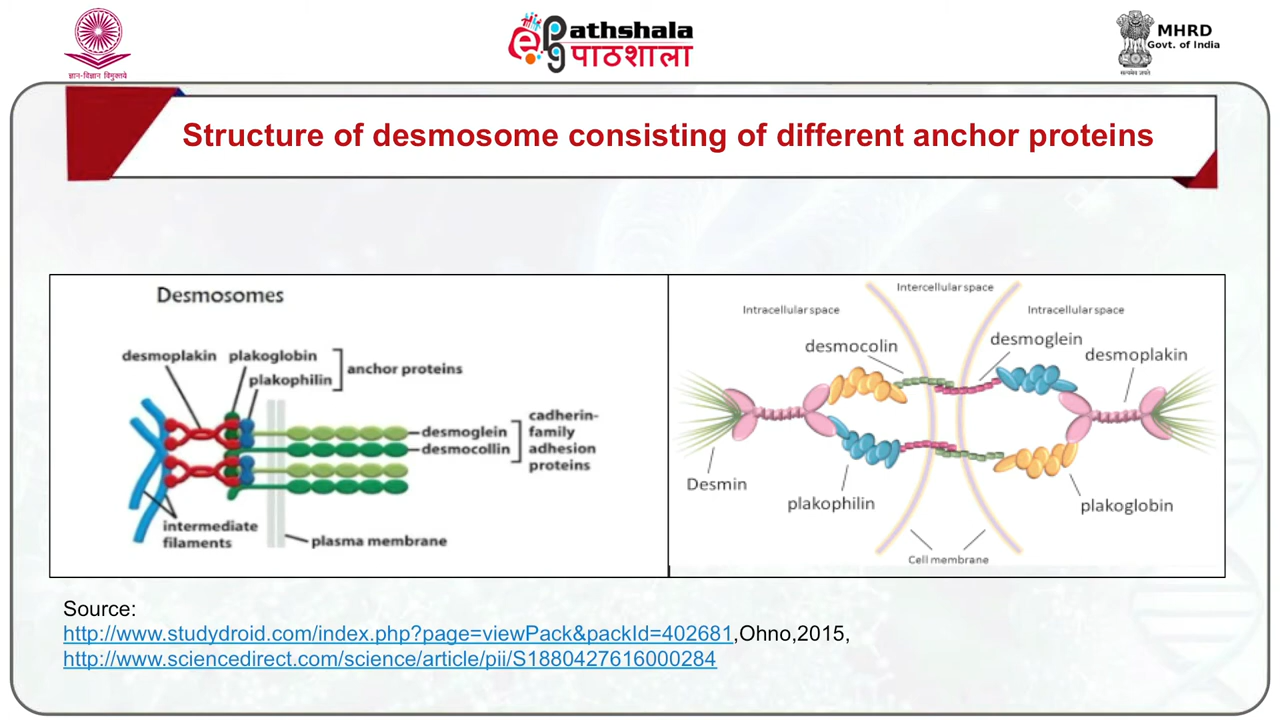 ज्ञान-विज्ञान विमुक्तये
ePathshala
पाठशाला
MHRD
Govt. of India
सत्यमेव जयते
Structure of desmosome consisting of different anchor proteins
Desmosomes
desmoplakin plakoglobin
plakophilin
anchor proteins
desmoglein
desmocollin
cadherin-
family
adhesion
proteins
intermediate
filaments
plasma membrane
Intercellular space
Intracellular space
Intracellular space
desmocolin
desmoglein
desmoplakin
Desmin
plakophilin
plakoglobin
Cell membrane
Source:
http://www.studydroid.com/index.php?page=viewPack&packId=402681,Ohno,2015,
http://www.sciencedirect.com/science/article/pii/S1880427616000284